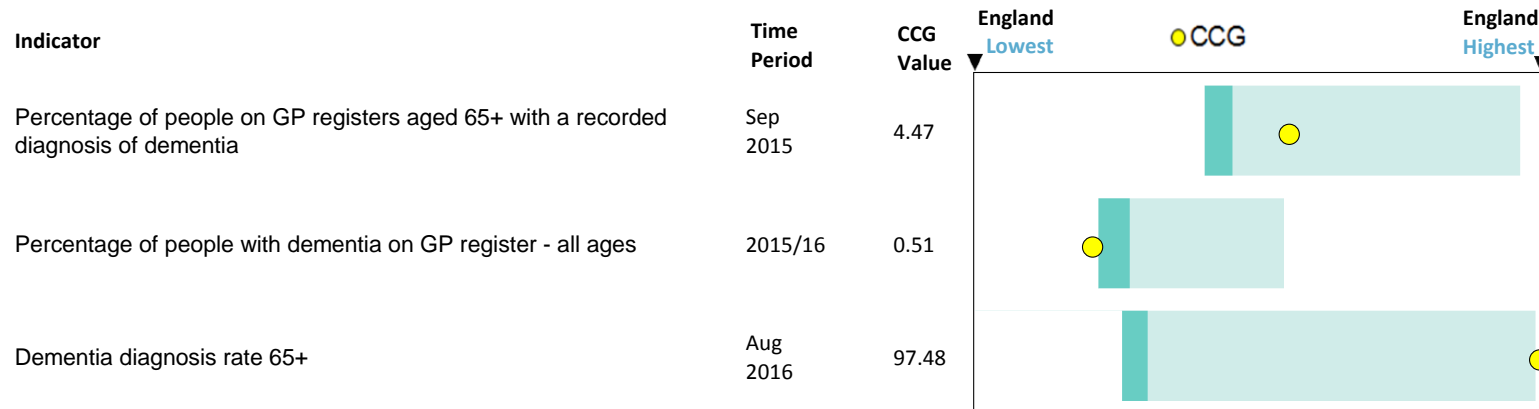 Indicator
Time
Period
CCG
Value
England
Lowest
CCG
England
Highest
Percentage of people on GP registers aged 65+ with a recorded
diagnosis of dementia
Sep
2015
4.47
Percentage of people with dementia on GP register - all ages
2015/16
0.51
Dementia diagnosis rate 65+
Aug
2016
97.48